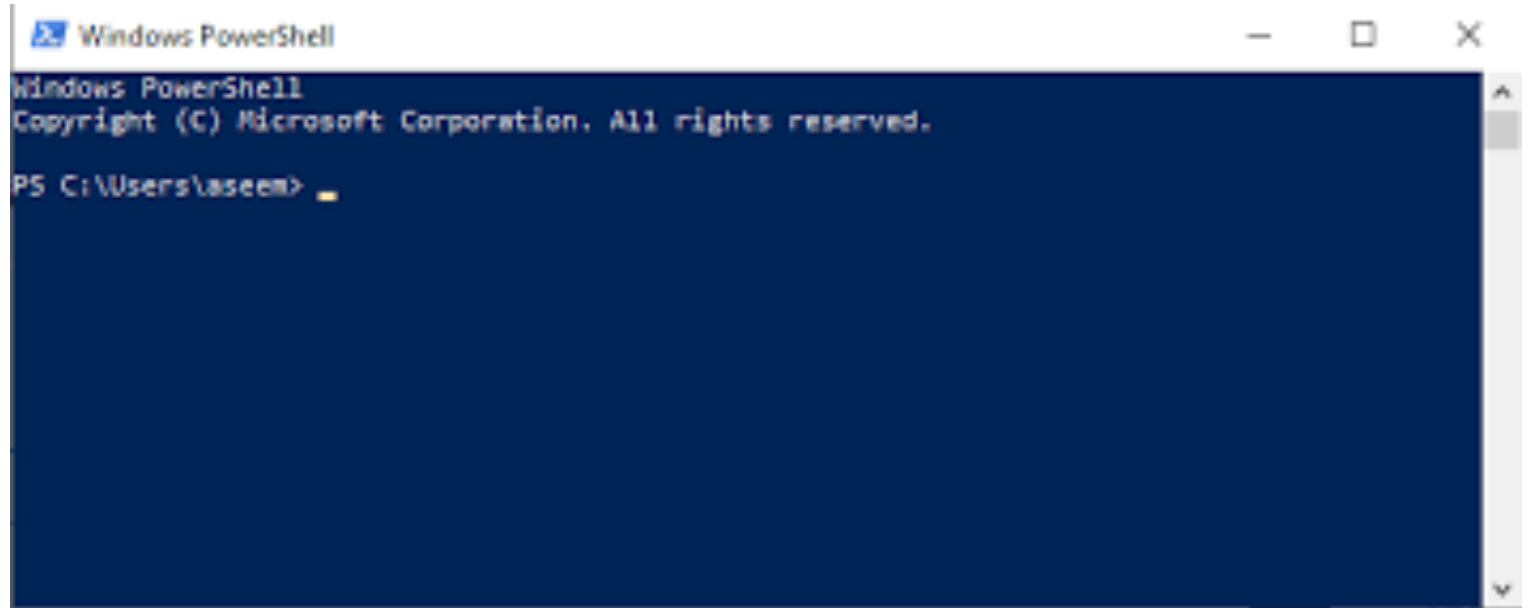 Windows PowerShell
Windows PowerShell
Copyright (C) Microsoft Corporation. All rights reserved.
PS C:\Users\aseem>